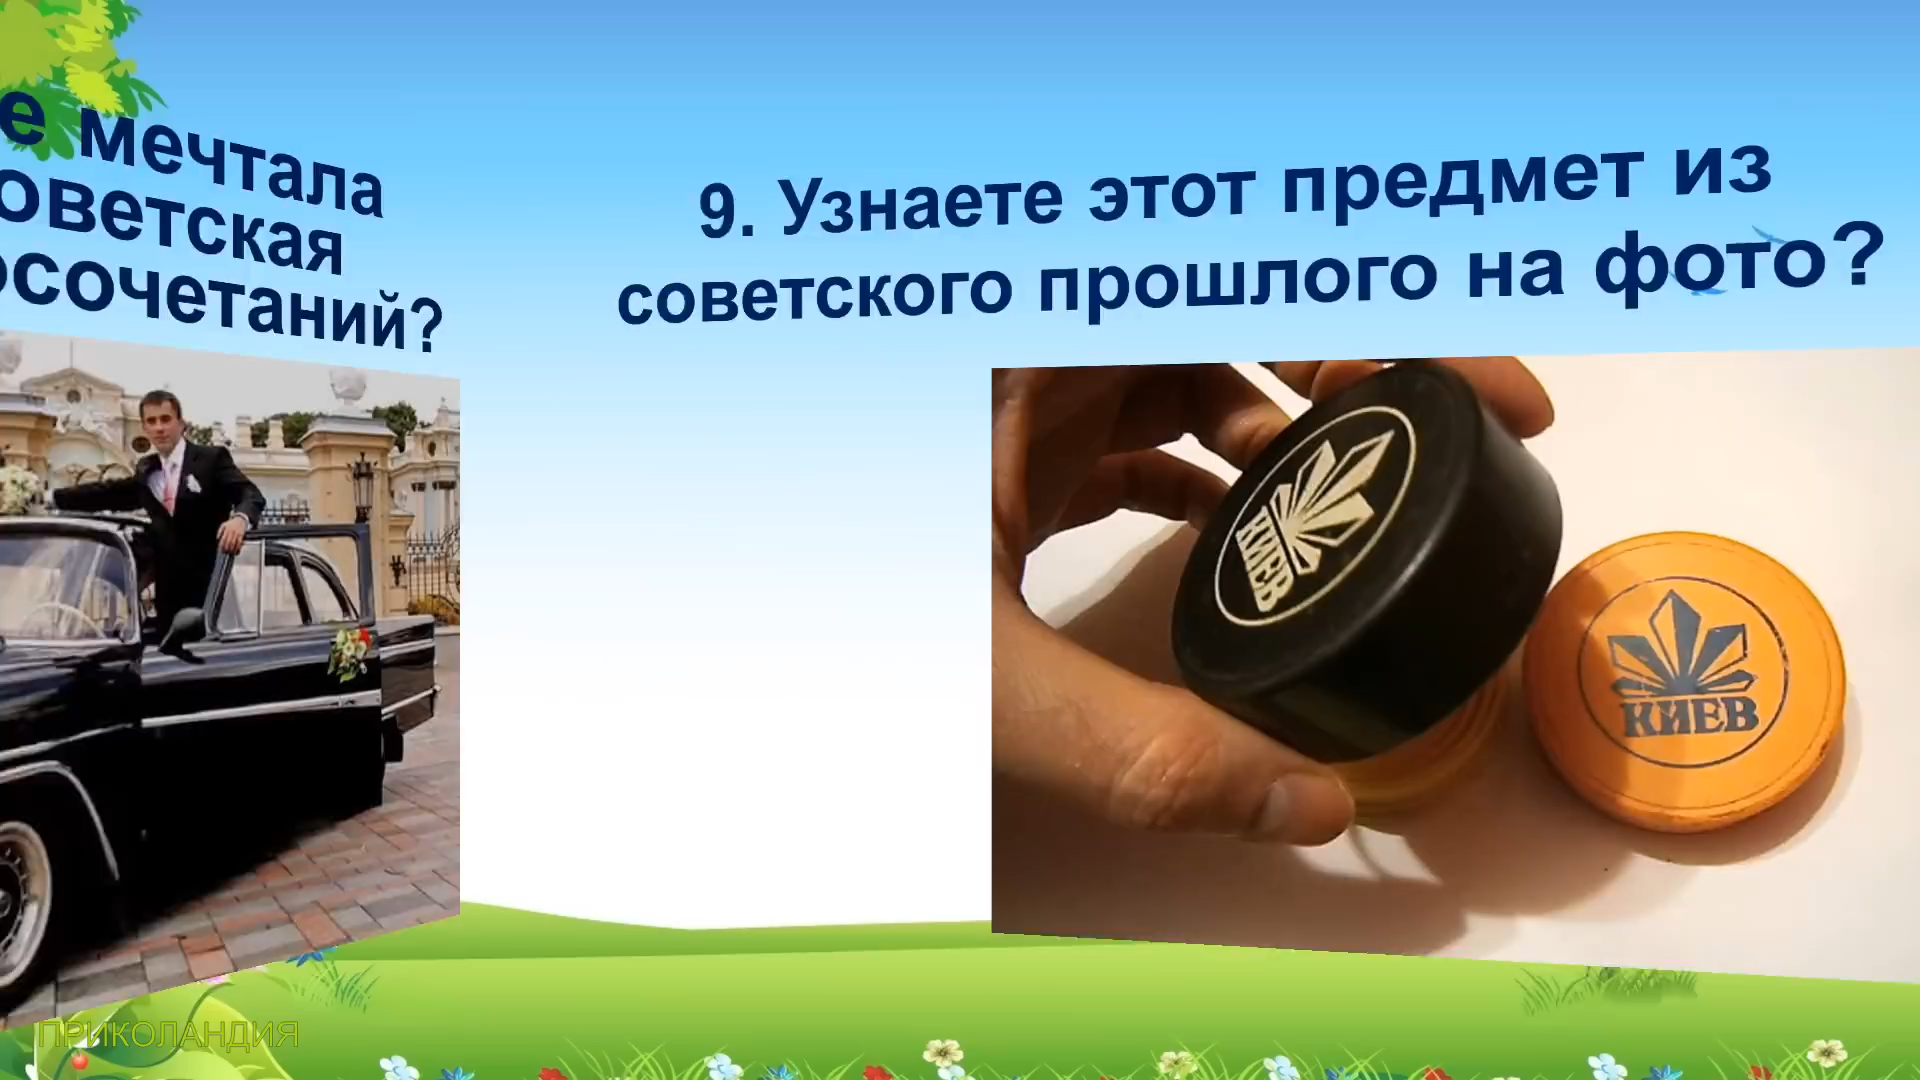 е мечтала
оветская
осочетаний?
9. Узнаете этот предмет из
советского прошлого на фото?
КИЕВ
КИЕВ
ПРИКОЛАНДИЯ